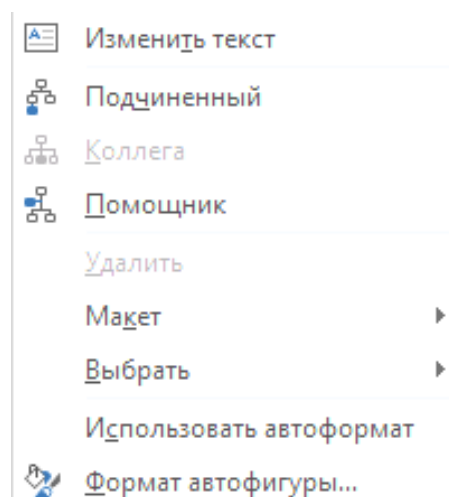 Изменить текст
Подчиненный
Коллега
Помощник
Удалить
Макет
Выбрать
Использовать автоформат
Формат автофигуры...